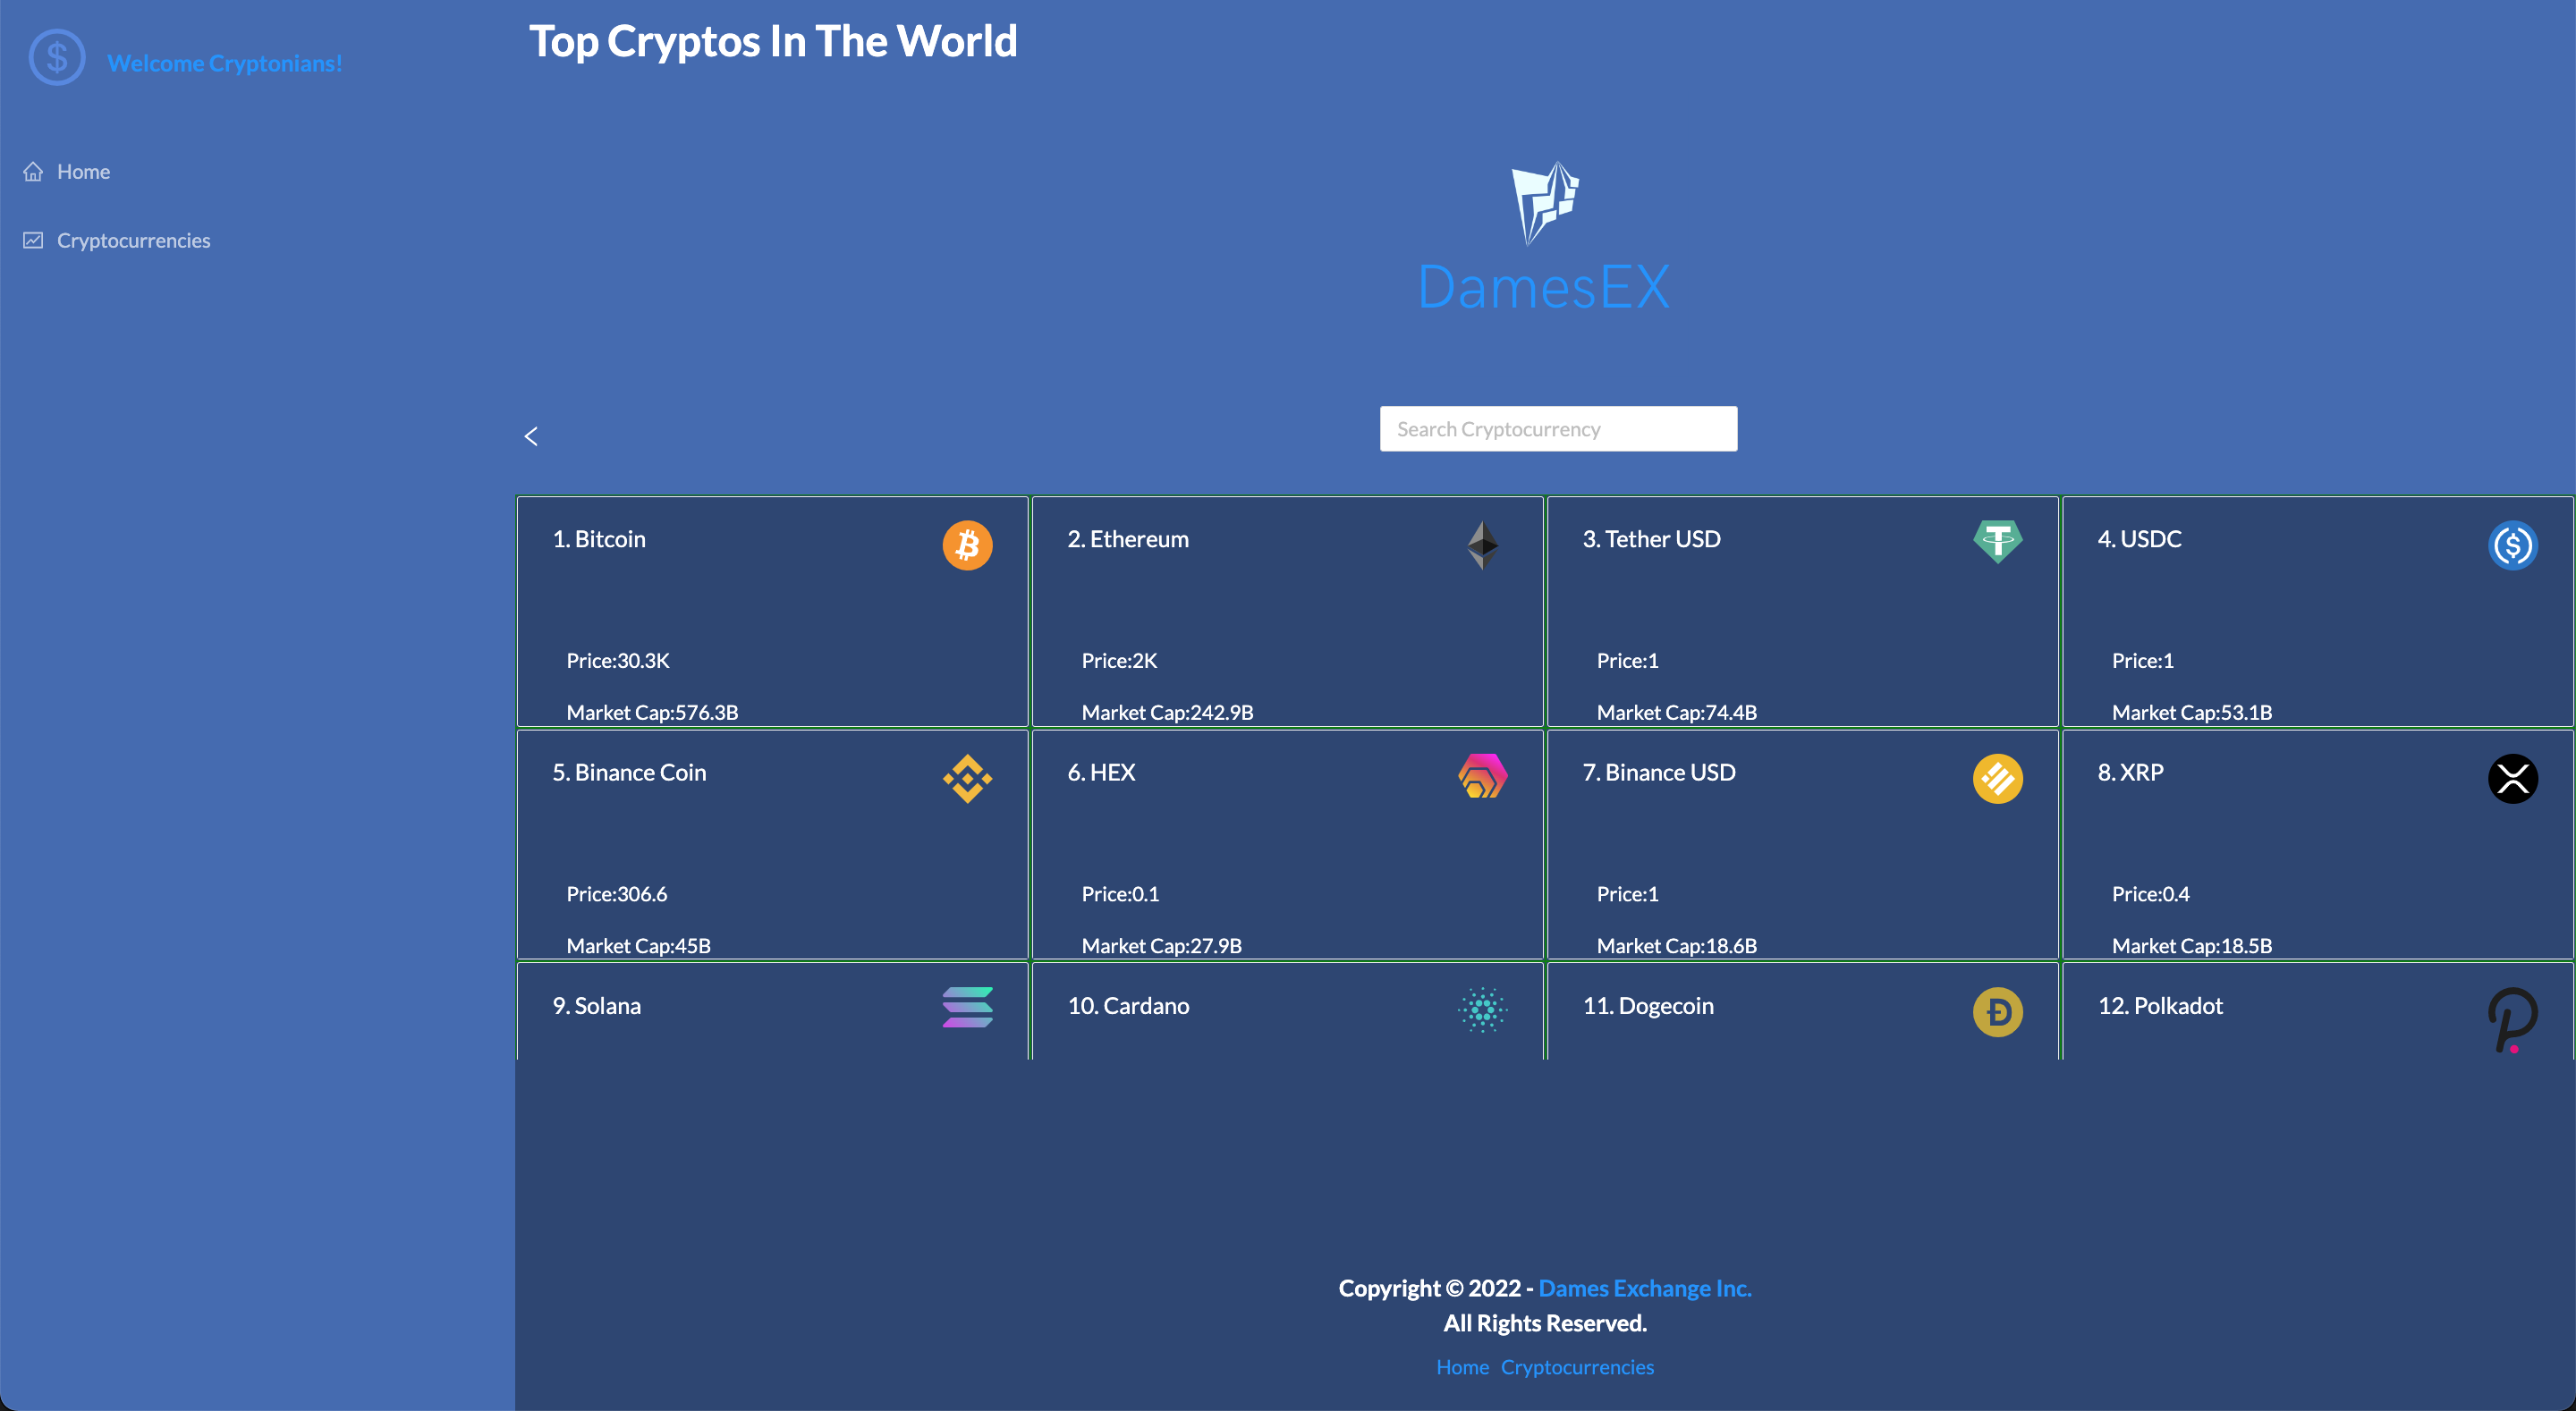 Top Cryptos In The World
Welcome Cryptonians!
Home
Cryptocurrencies
DamesEX
Search Cryptocurrency
1. Bitcoin
Price:30.3K
Market Cap:576.3B
2. Ethereum
Price:2K
Market Cap:242.9B
3. Tether USD
Price:1
Market Cap:74.4B
4. USDC
Price:1
Market Cap:53.1B
5. Binance Coin
Price:306.6
Market Cap:45B
6. HEX
Price:0.1
Market Cap:27.9B
7. Binance USD
Price:1
Market Cap:18.6B
8. XRP
Price:0.4
Market Cap:18.5B
9. Solana
10. Cardano
11. Dogecoin
12. Polkadot
Copyright © 2022 - Dames Exchange Inc.
All Rights Reserved.
Home Cryptocurrencies